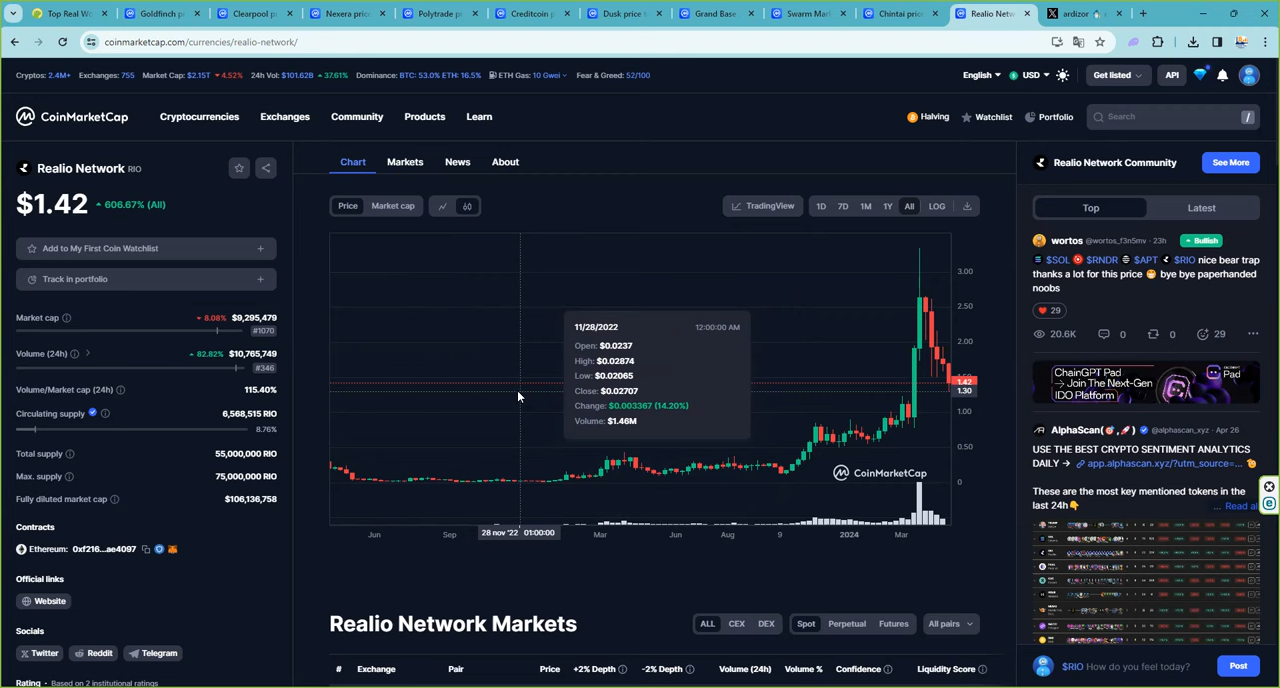 Top Real Wo
Goldfinch p
Clearpool p
Nexera price
Polytrade p
Creditcoin p
Dusk price t
Grand Base
Swarm Mark
Chintai price
Realio Netw
ardizor
coinmarketcap.com/currencies/realio-network/
Cryptos: 2.4M+ Exchanges: 755 Market Cap: $2.15T 4.52% 24h Vol: $101.62B 37.61% Dominance: BTC: 53.0% ETH: 16.5% ETH Gas: 10 Gwei Fear & Greed: 52/100
English USD Get listed API
CoinMarketCap Cryptocurrencies Exchanges Community Products Learn
Halving Watchlist Portfolio Search /
Realio Network RIO
$1.42 606.67% (All)
Add to My First Coin Watchlist +
Track in portfolio +
Market cap 8.08% $9,295,479
#1070
Volume (24h) 82.82% $10,765,749
#346
Volume/Market cap (24h) 115.40%
Circulating supply 6,568,515 RIO
8.76%
Total supply 55,000,000 RIO
Max. supply 75,000,000 RIO
Fully diluted market cap $106,136,758
Contracts
Ethereum: 0xf216...ae4097
Official links
Website
Socials
Twitter Reddit Telegram
Rating · Based on 2 institutional ratings
Chart Markets News About
Price Market cap
TradingView 1D 7D 1M 1Y All LOG
3.00
2.50
2.00
1.50
1.42
1.30
1.00
0.50
0
11/28/2022 12:00:00 AM
Open: $0.0237
High: $0.02874
Low: $0.02065
Close: $0.02707
Change: $0.003367 (14.20%)
Volume: $1.46M
CoinMarketCap
28 nov '22 01:00:00
Jun Sep Mar Jun Aug 9 2024 Mar
Realio Network Markets
ALL CEX DEX Spot Perpetual Futures All pairs
# Exchange Pair Price +2% Depth -2% Depth Volume (24h) Volume % Confidence Liquidity Score
Realio Network Community See More
Top Latest
wortos @wortos_f3n5mv · 23h Bullish
$SOL $RNDR $APT $RIO nice bear trap
thanks a lot for this price bye bye paperhanded
noobs
29
20.6K 0 0 29
ChainGPT Pad
→ Join The Next-Gen
IDO Platform
ChainGPT
Pad
AlphaScan( ) @alphascan_xyz · Apr 26
USE THE BEST CRYPTO SENTIMENT ANALYTICS
DAILY → app.alphascan.xyz/?utm_source=...
These are the most key mentioned tokens in the
last 24h ... Read all
$RIO How do you feel today? Post